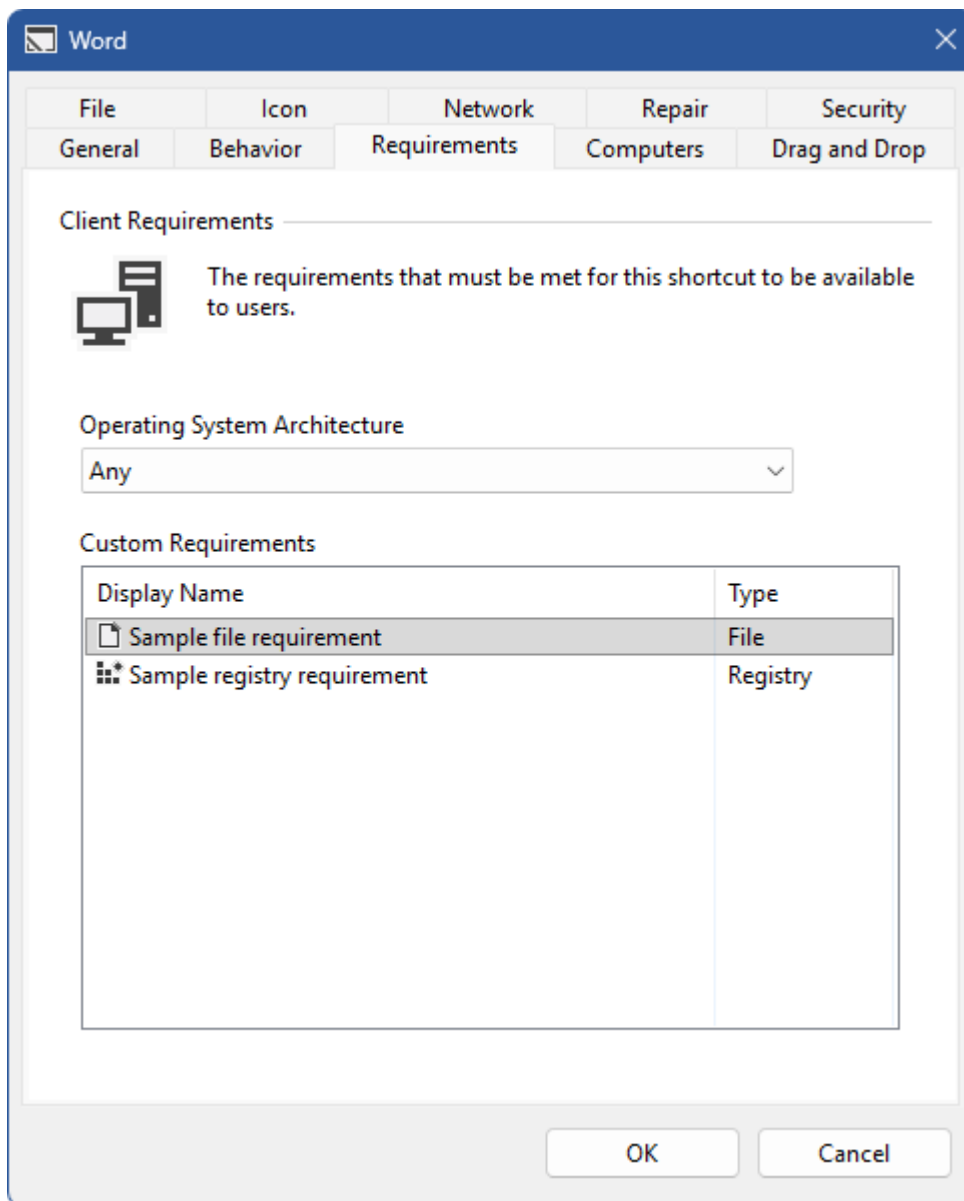 Word
File Icon Network Repair Security
General Behavior Requirements Computers Drag and Drop
Client Requirements
The requirements that must be met for this shortcut to be available
to users.
Operating System Architecture
Any
Custom Requirements
Display Name Type
Sample file requirement File
Sample registry requirement Registry
OK Cancel